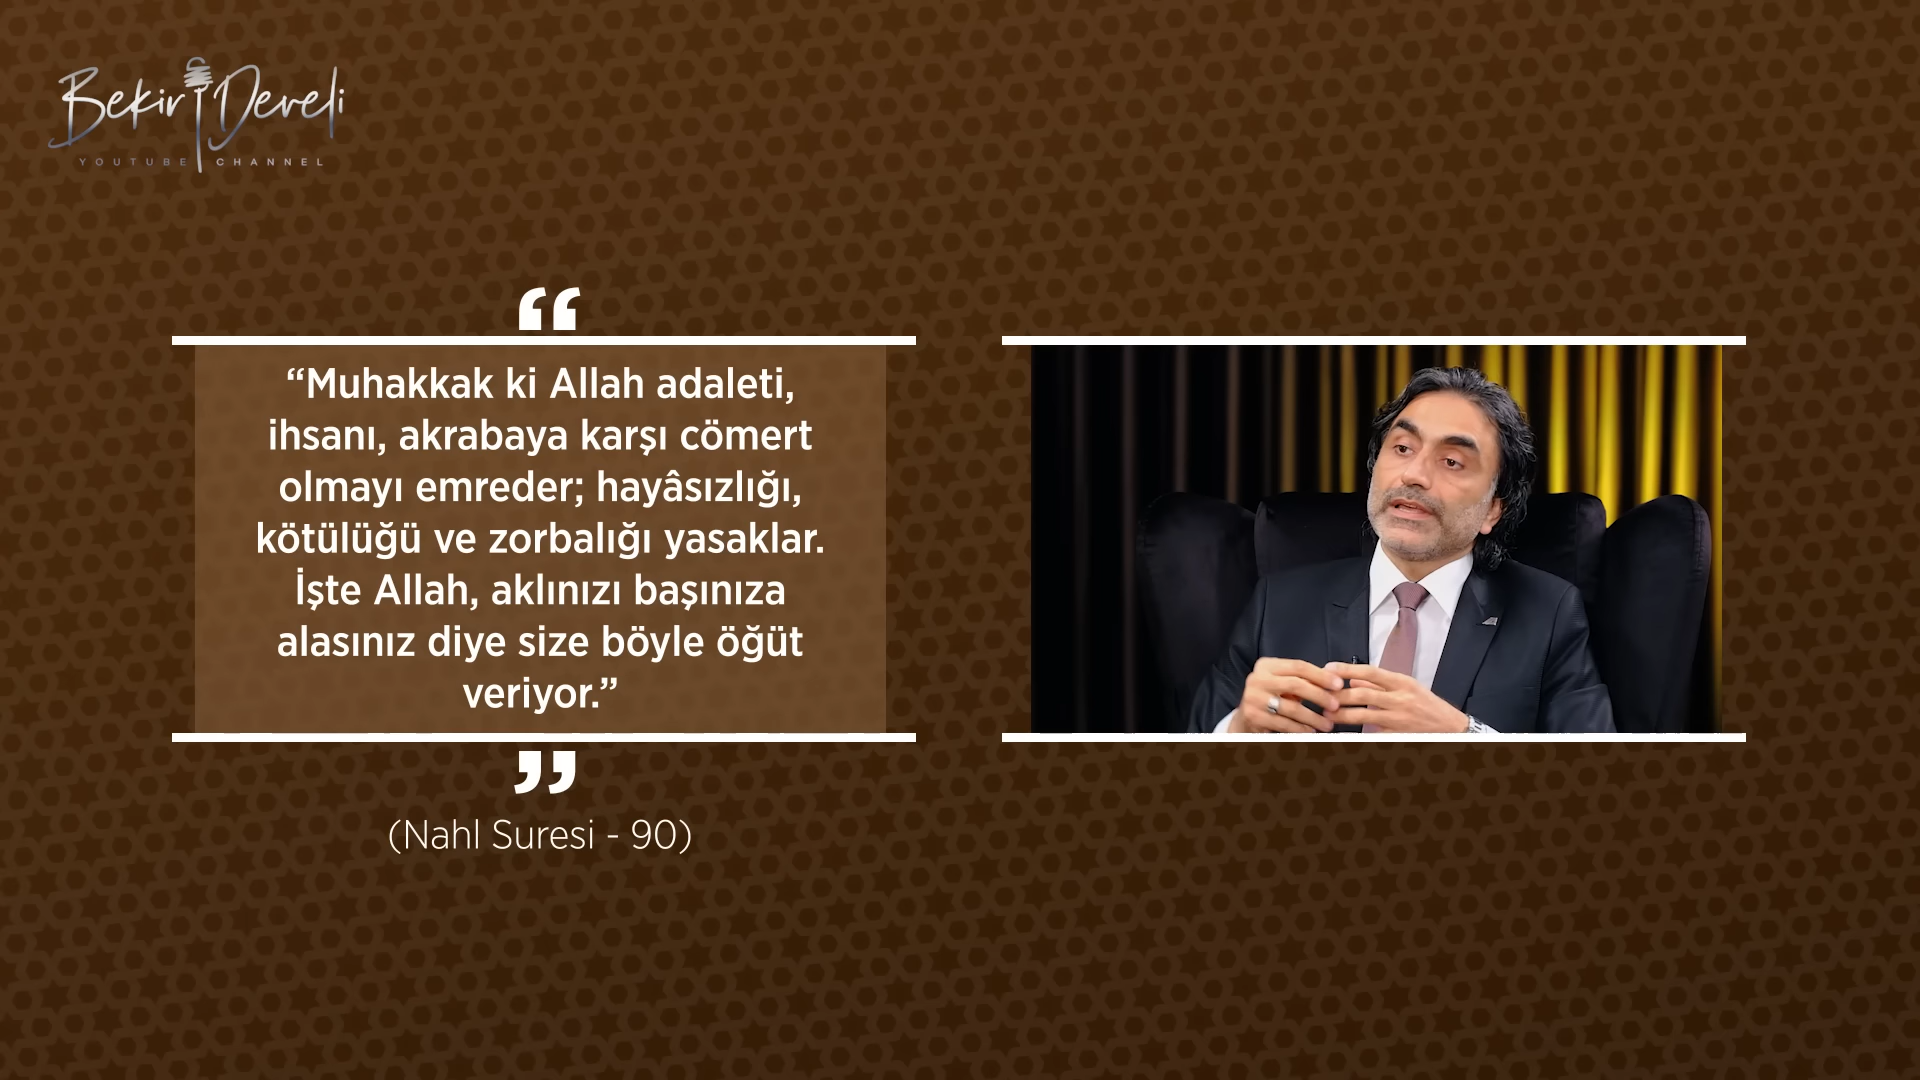 Bekir Develi
YOUTUBE CHANNEL
“
“Muhakkak ki Allah adaleti,
ihsanı, akrabaya karşı cömert
olmayı emreder; hayâsızlığı,
kötülüğü ve zorbalığı yasaklar.
İşte Allah, aklınızı başınıza
alasınız diye size böyle öğüt
veriyor.”
”
(Nahl Suresi - 90)